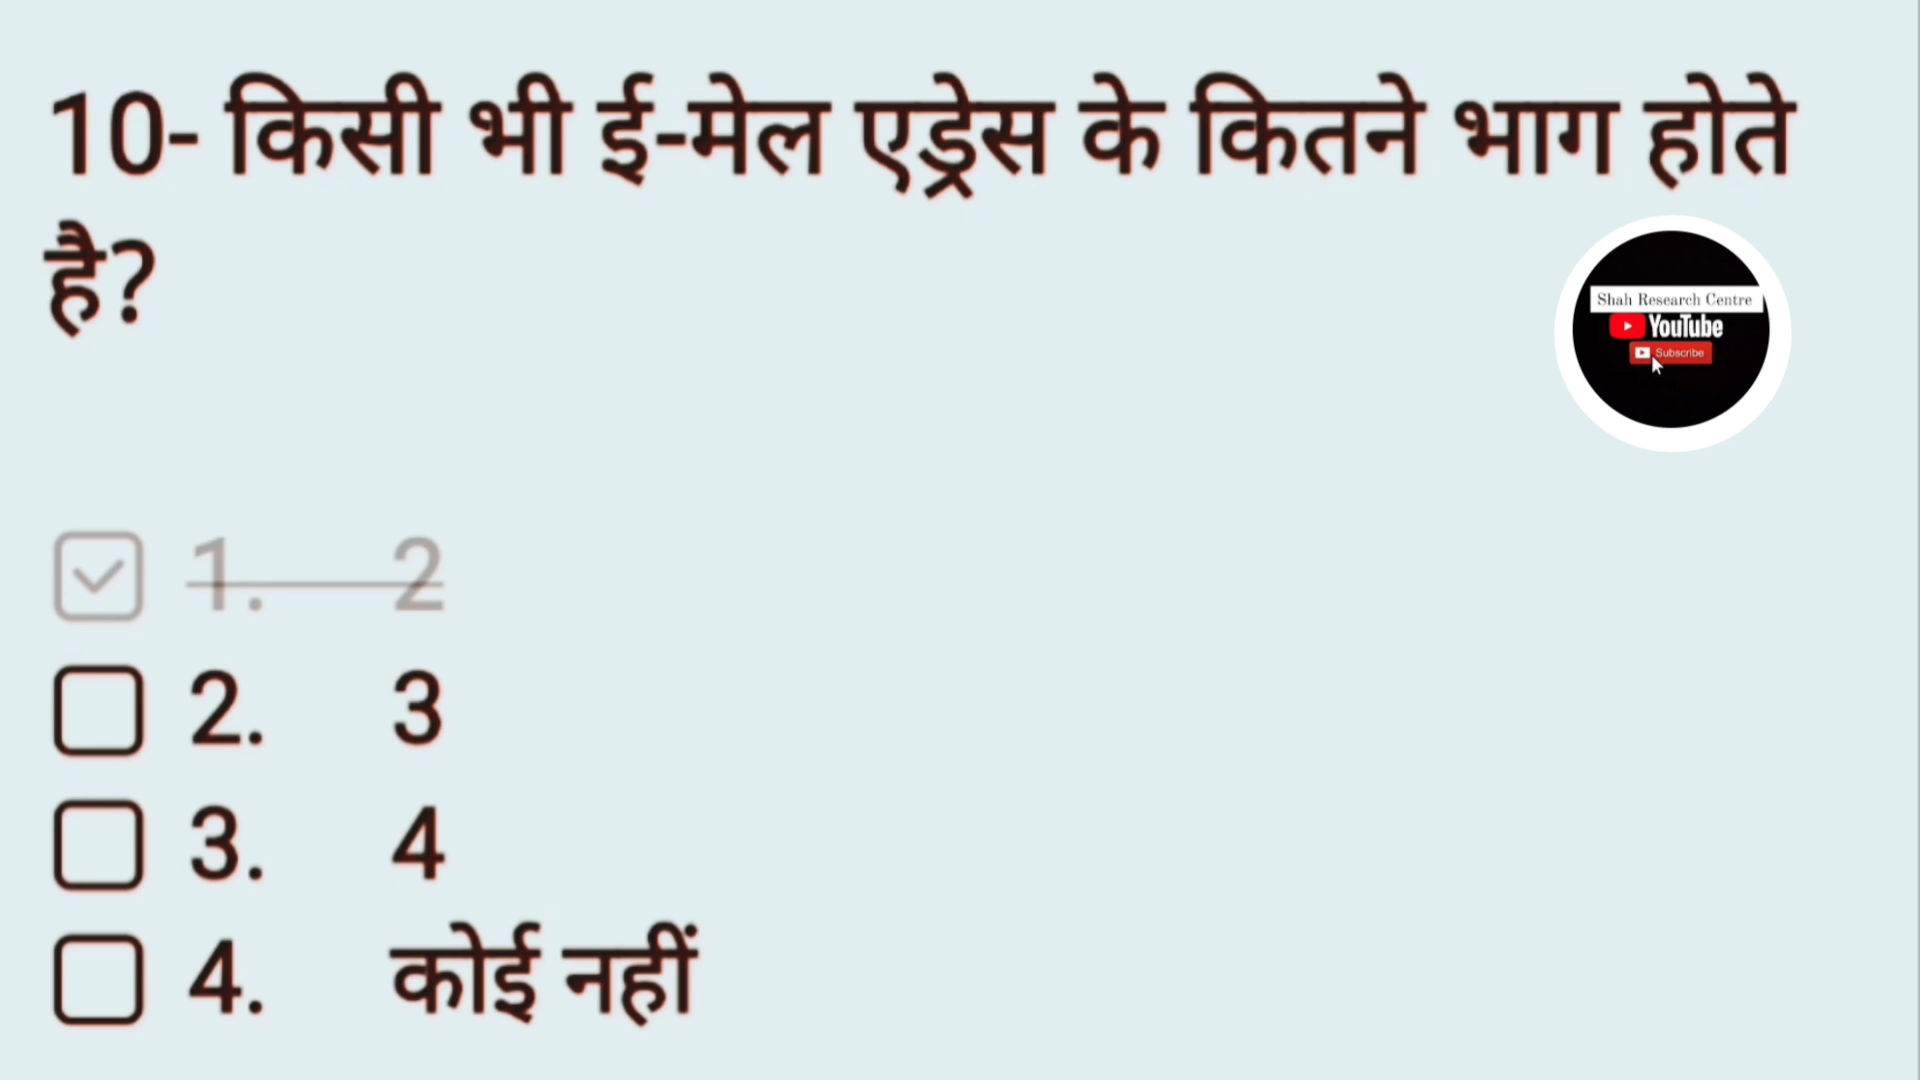 10- किसी भी ई-मेल एड्रेस के कितने भाग होते
है?
Shah Research Centre
YouTube
Subscribe
1. 2
2. 3
3. 4
4. कोई नहीं